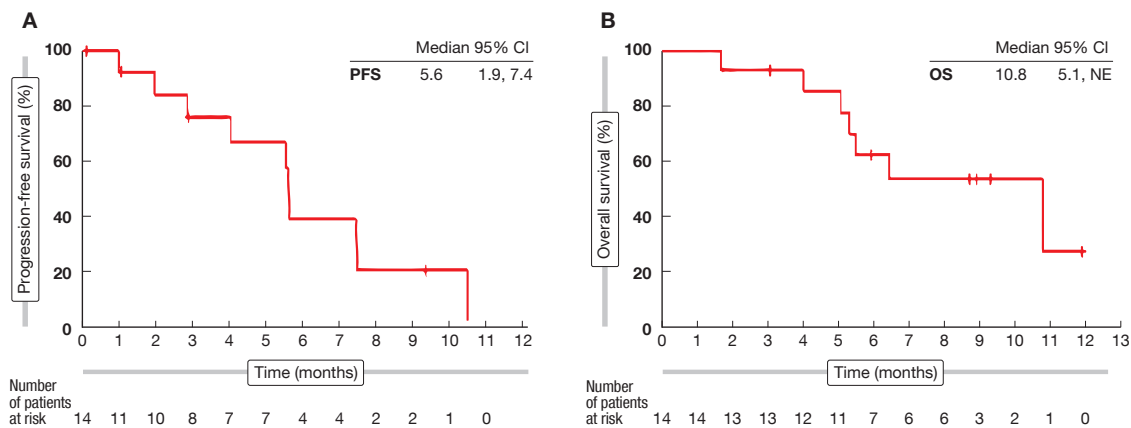 A
Median 95% CI
PFS 5.6 1.9, 7.4
Progression-free survival (%)
100
80
60
40
20
0
0 1 2 3 4 5 6 7 8 9 10 11 12
Time (months)
Number
of patients
at risk 14 11 10 8 7 7 4 4 2 2 1 0
B
Median 95% CI
OS 10.8 5.1, NE
Overall survival (%)
100
80
60
40
20
0
0 1 2 3 4 5 6 7 8 9 10 11 12 13
Time (months)
Number
of patients
at risk 14 14 13 13 12 11 7 6 6 3 2 1 0